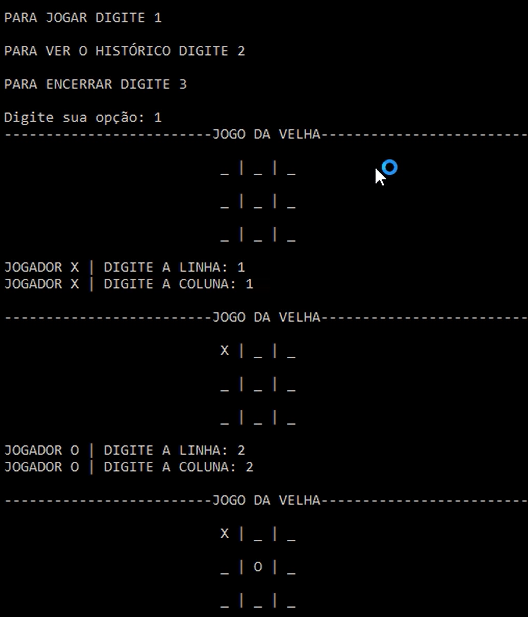 PARA JOGAR DIGITE 1
PARA VER O HISTÓRICO DIGITE 2
PARA ENCERRAR DIGITE 3
Digite sua opção: 1
-------------------------JOGO DA VELHA-------------------------
_ | _ | _
_ | _ | _
_ | _ | _
JOGADOR X | DIGITE A LINHA: 1
JOGADOR X | DIGITE A COLUNA: 1
-------------------------JOGO DA VELHA-------------------------
X | _ | _
_ | _ | _
_ | _ | _
JOGADOR O | DIGITE A LINHA: 2
JOGADOR O | DIGITE A COLUNA: 2
-------------------------JOGO DA VELHA-------------------------
X | _ | _
_ | O | _
_ | _ | _